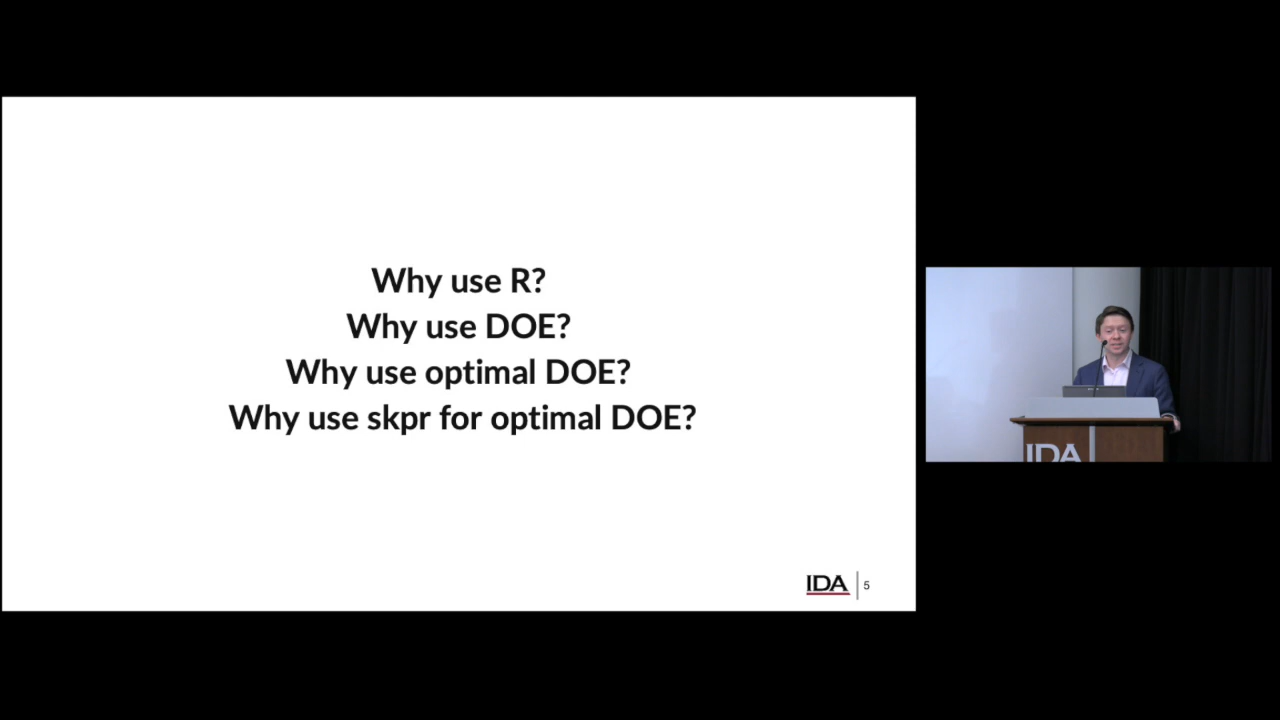 Why use R?
Why use DOE?
Why use optimal DOE?
Why use skpr for optimal DOE?
IDA
5
IDA